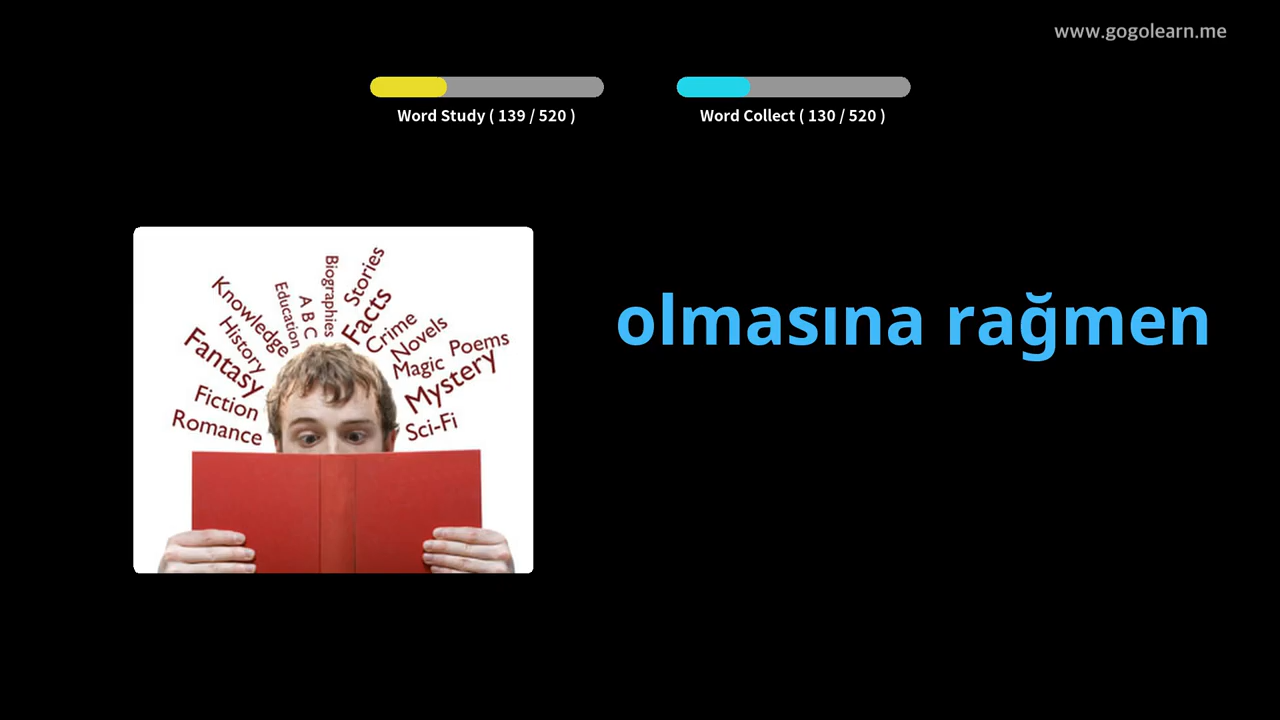 www.gogolearn.me
Word Study ( 139 / 520 )
Word Collect ( 130 / 520 )
olmasına rağmen
Knowledge
Education
A B C
Biographies
Stories
Facts
History
Crime
Novels
Fantasy
Magic
Poems
Mystery
Fiction
Romance
Sci-Fi